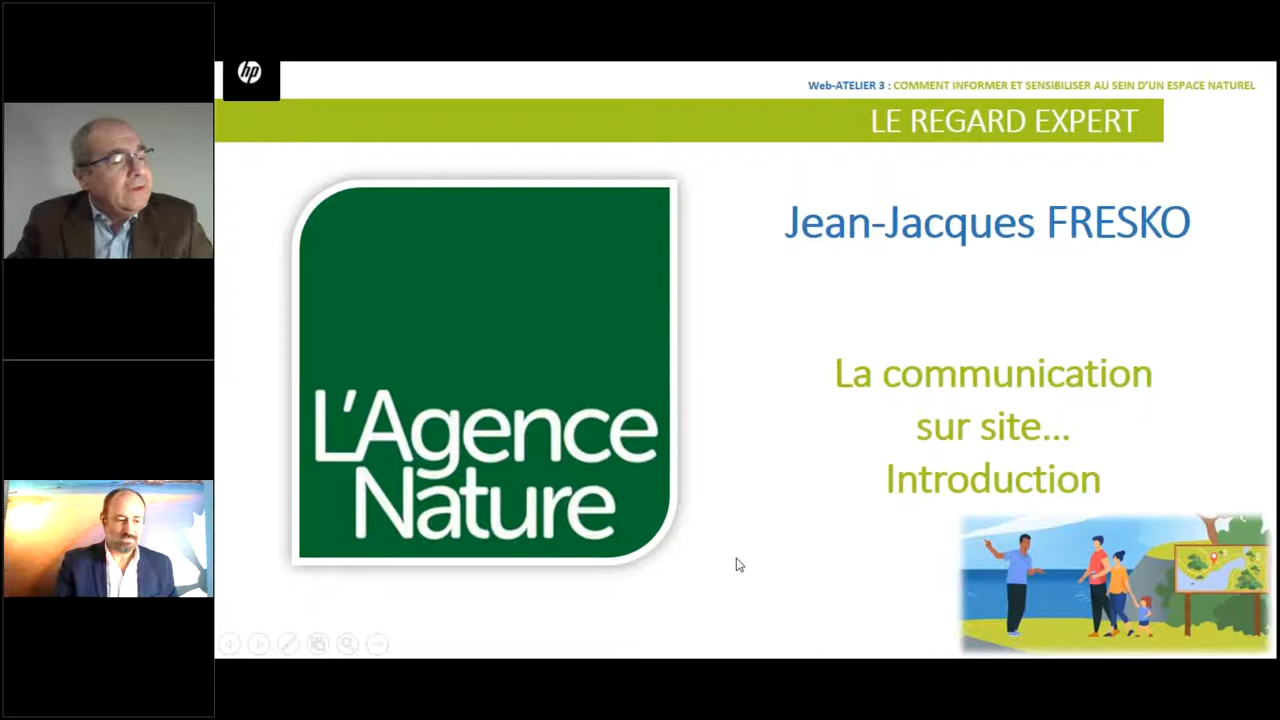 hp
Web-ATELIER 3 : COMMENT INFORMER ET SENSIBILISER AU SEIN D'UN ESPACE NATUREL
LE REGARD EXPERT
Jean-Jacques FRESKO
L'Agence
Nature
La communication
sur site...
Introduction